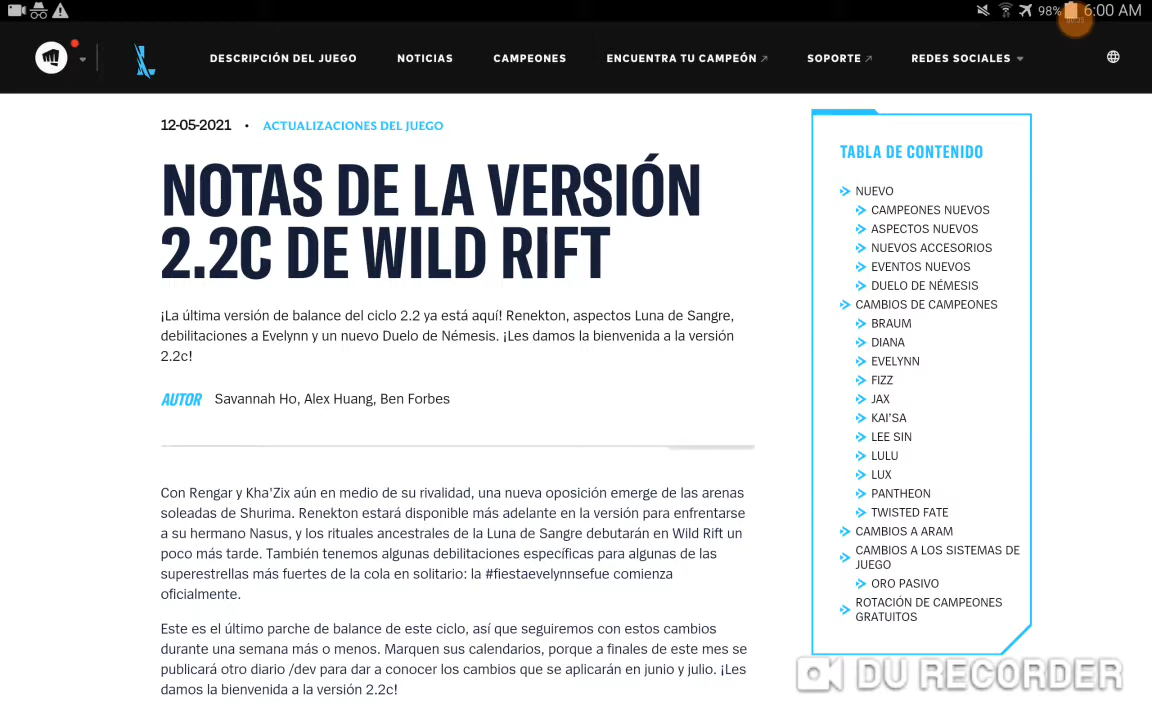 98% 6:00 AM
DESCRIPCIÓN DEL JUEGO NOTICIAS CAMPEONES ENCUENTRA TU CAMPEÓN SOPORTE REDES SOCIALES
12-05-2021 • ACTUALIZACIONES DEL JUEGO
NOTAS DE LA VERSIÓN
2.2C DE WILD RIFT
¡La última versión de balance del ciclo 2.2 ya está aquí! Renekton, aspectos Luna de Sangre,
debilitaciones a Evelynn y un nuevo Duelo de Némesis. ¡Les damos la bienvenida a la versión
2.2c!
AUTOR Savannah Ho, Alex Huang, Ben Forbes
Con Rengar y Kha'Zix aún en medio de su rivalidad, una nueva oposición emerge de las arenas
soleadas de Shurima. Renekton estará disponible más adelante en la versión para enfrentarse
a su hermano Nasus, y los rituales ancestrales de la Luna de Sangre debutarán en Wild Rift un
poco más tarde. También tenemos algunas debilitaciones específicas para algunas de las
superestrellas más fuertes de la cola en solitario: la #fiestaevelynnsefue comienza
oficialmente.
Este es el último parche de balance de este ciclo, así que seguiremos con estos cambios
durante una semana más o menos. Marquen sus calendarios, porque a finales de este mes se
publicará otro diario /dev para dar a conocer los cambios que se aplicarán en junio y julio. ¡Les
damos la bienvenida a la versión 2.2c!
TABLA DE CONTENIDO
NUEVO
CAMPEONES NUEVOS
ASPECTOS NUEVOS
NUEVOS ACCESORIOS
EVENTOS NUEVOS
DUELO DE NÉMESIS
CAMBIOS DE CAMPEONES
BRAUM
DIANA
EVELYNN
FIZZ
JAX
KAI'SA
LEE SIN
LULU
LUX
PANTHEON
TWISTED FATE
CAMBIOS A ARAM
CAMBIOS A LOS SISTEMAS DE
JUEGO
ORO PASIVO
ROTACIÓN DE CAMPEONES
GRATUITOS
DU RECORDER